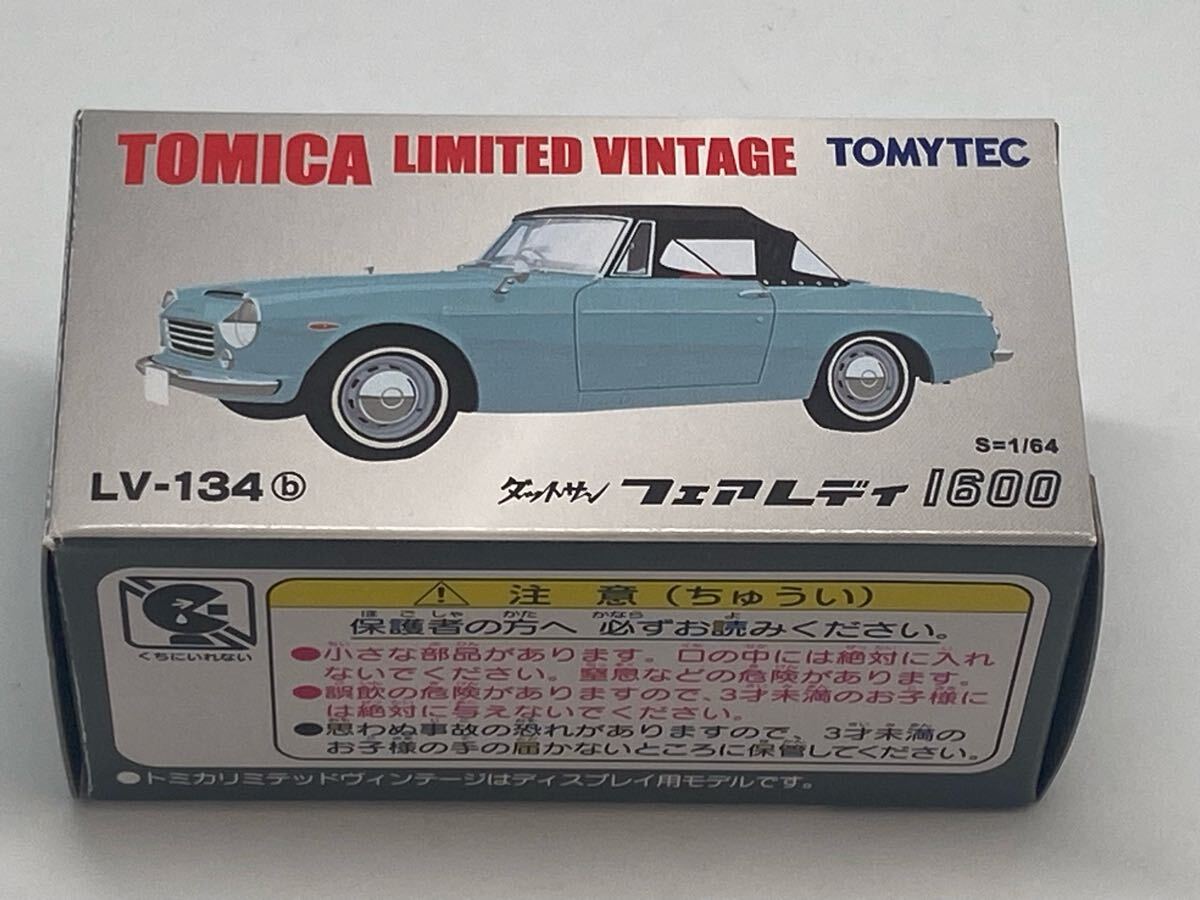 TOMICA LIMITED VINTAGE TOMYTEC
S=1/64
LV-134 ⓑ ダットサン フェアレディ 1600
⚠ 注意(ちゅうい)
保護者の方へ 必ずお読みください。
くちにいれない
●小さな部品があります。口の中には絶対に入れ
ないでください。窒息などの危険があります。
●誤飲の危険がありますので、3才未満のお子様に
は絶対に与えないでください。
●思わぬ事故の恐れがありますので、3才未満の
お子様の手の届かないところに保管してください。
●トミカリミテッドヴィンテージはディスプレイ用モデルです。